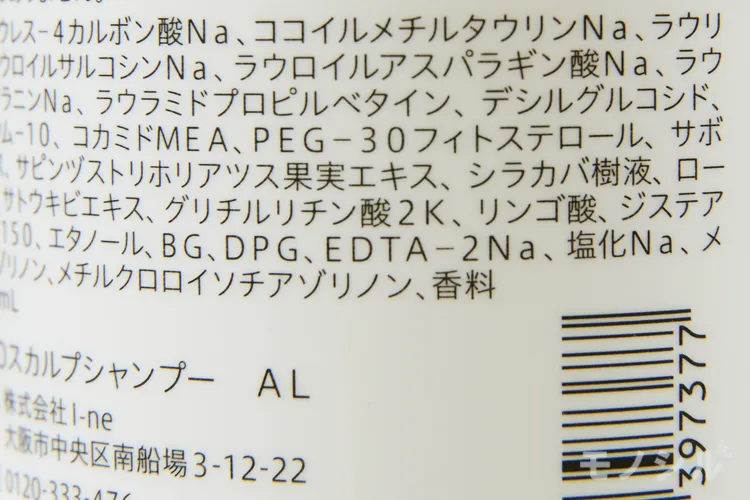 ウレス-4カルボン酸Na、ココイルメチルタウリンNa、ラウリ
ウロイルサルコシンNa、ラウロイルアスパラギン酸Na、ラウ
ラニンNa、ラウラミドプロピルベタイン、デシルグルコシド、
ム-10、コカミドMEA、PEG-30フィトステロール、サボ
サピンヅストリホリアツス果実エキス、シラカバ樹液、ロー
サトウキビエキス、グリチルリチン酸2K、リンゴ酸、ジステア
150、エタノール、BG、DPG、EDTA-2Na、塩化Na、メ
ゾリノン、メチルクロロイソチアゾリノン、香料
mL
スカルプシャンプー AL
株式会社I-ne
大阪市中央区南船場3-12-22
0120-333-476
397377
モノシル